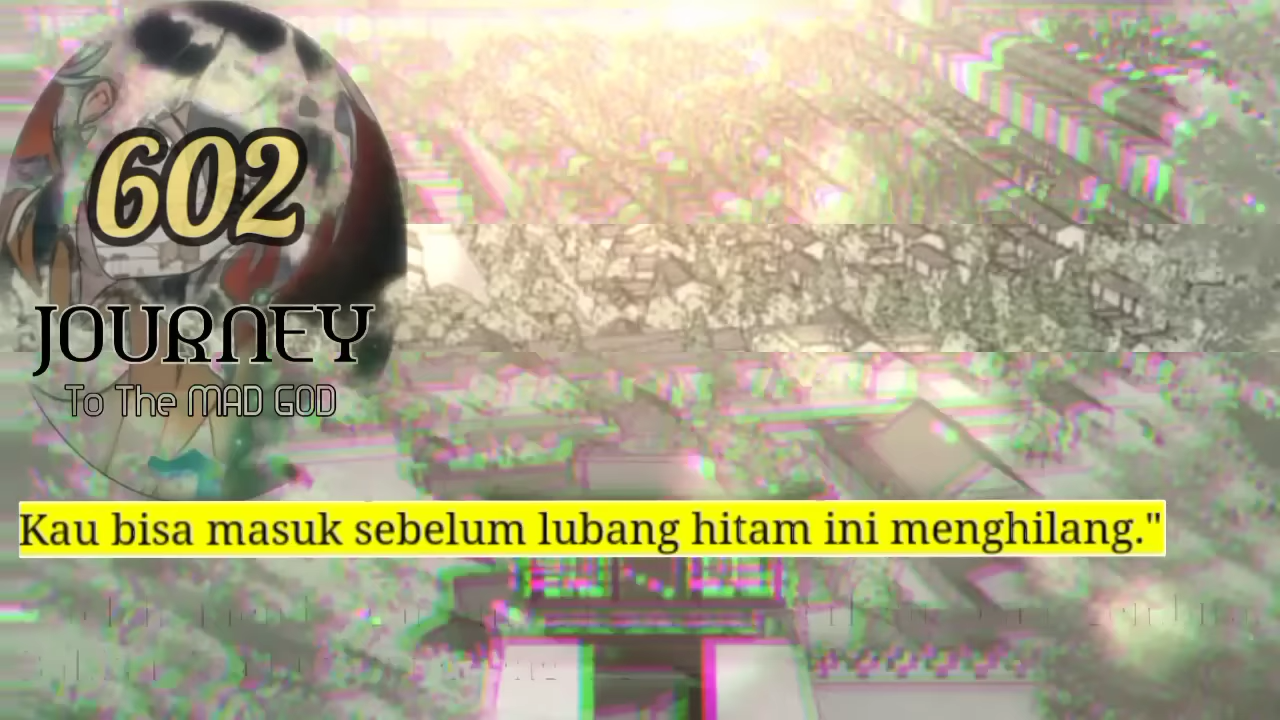 602
JOURNEY
To The MAD GOD
Kau bisa masuk sebelum lubang hitam ini menghilang."